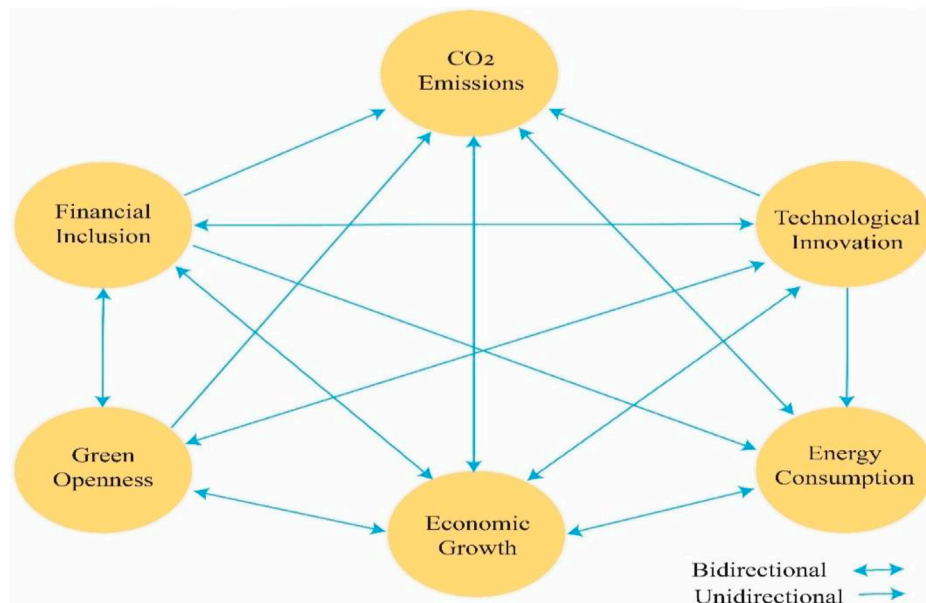 CO2
Emissions
Financial
Inclusion
Technological
Innovation
Green
Openness
Economic
Growth
Energy
Consumption
Bidirectional
Unidirectional